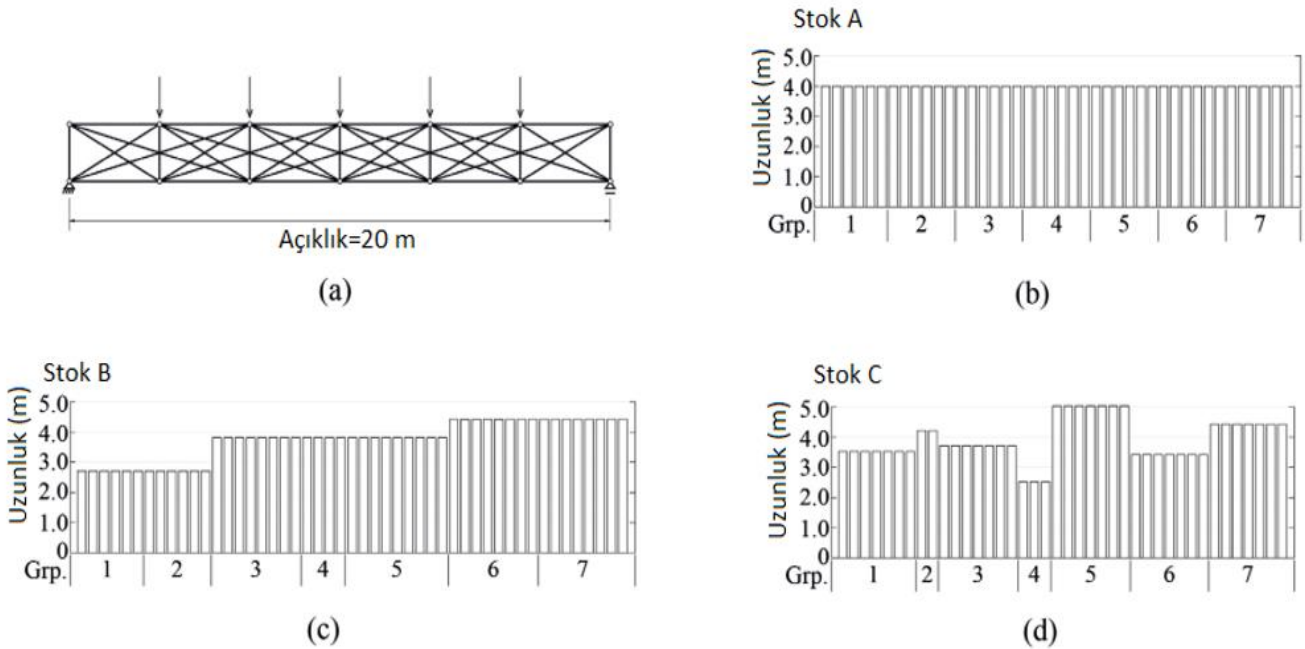 Açıklık=20 m
(a)
Stok A
Uzunluk (m)
5.0
4.0
3.0
2.0
1.0
0
Grp. 1 2 3 4 5 6 7
(b)
Stok B
Uzunluk (m)
5.0
4.0
3.0
2.0
1.0
0
Grp. 1 2 3 4 5 6 7
(c)
Stok C
Uzunluk (m)
5.0
4.0
3.0
2.0
1.0
0
Grp. 1 2 3 4 5 6 7
(d)